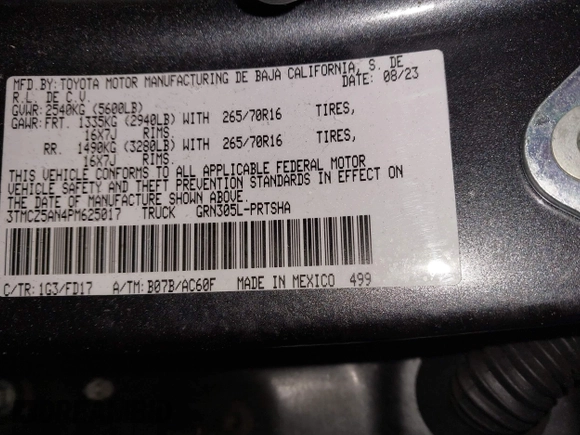 MFD.BY:TOYOTA MOTOR MANUFACTURING DE BAJA CALIFORNIA, S. DE
R.L. DE C.V. DATE: 08/23
GVWR:2540KG (5600LB)
GAWR:FRT. 1335KG (2940LB) WITH 265/70R16 TIRES,
16X7J RIMS.
RR. 1490KG (3280LB) WITH 265/70R16 TIRES,
16X7J RIMS.
THIS VEHICLE CONFORMS TO ALL APPLICABLE FEDERAL MOTOR
VEHICLE SAFETY AND THEFT PREVENTION STANDARDS IN EFFECT ON
THE DATE OF MANUFACTURE SHOWN ABOVE.
3TMCZ5AN4PM625017 TRUCK GRN305L-PRTSHA
C/TR:1G3/FD17 A/TM:B07B/AC60F MADE IN MEXICO 499